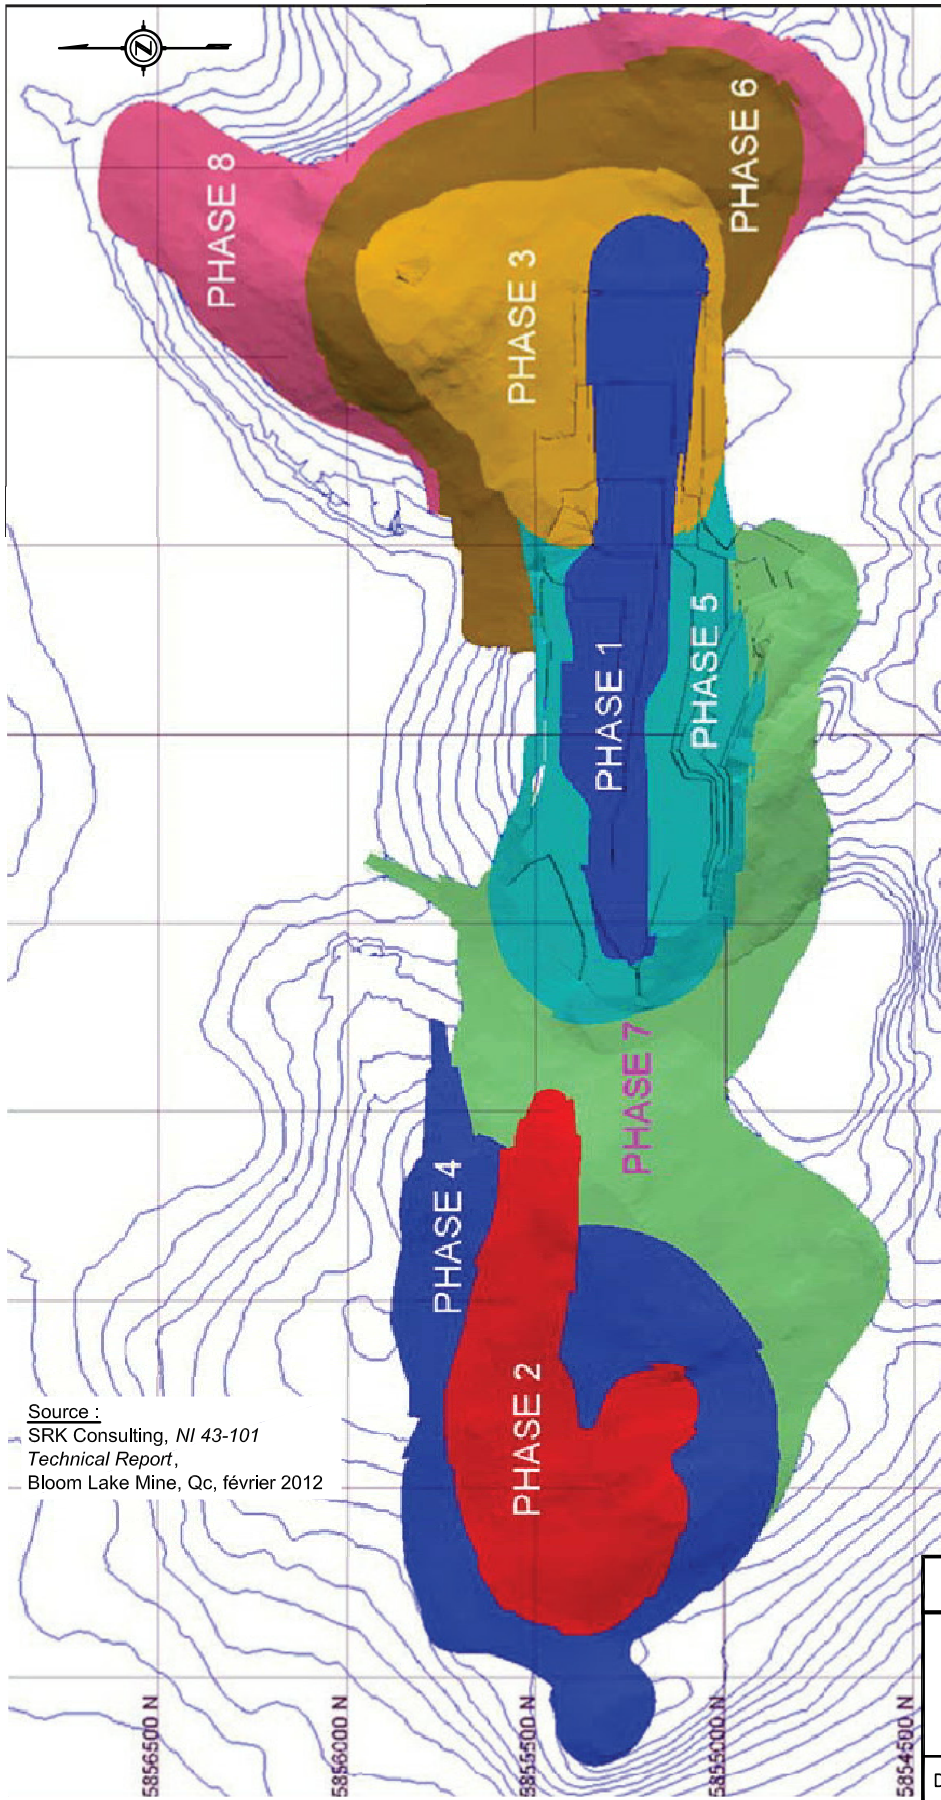 N
PHASE 8
PHASE 6
PHASE 3
PHASE 5
PHASE 1
PHASE 7
PHASE 4
PHASE 2
Source :
SRK Consulting, NI 43-101
Technical Report,
Bloom Lake Mine, Qc, février 2012
5856500 N
5856000 N
5855500 N
5855000 N
5854500 N
D